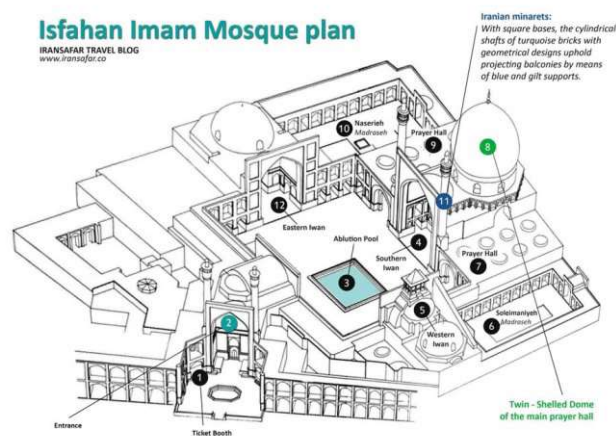 Isfahan Imam Mosque plan
IRANSAFAR TRAVEL BLOG
www.iransafar.co
Iranian minarets:
With square bases, the cylindrical
shafts of turquoise bricks with
geometrical designs uphold
projecting balconies by means
of blue and gilt supports.
10
Naserieh
Madraseh
Prayer Hall
9
8
12
Eastern Iwan
11
4
Ablution Pool
3
Southern
Iwan
Prayer Hall
7
5
Western
Iwan
Soleimaniyeh
6
Madraseh
2
1
Entrance
Ticket Booth
Twin - Shelled Dome
of the main prayer hall